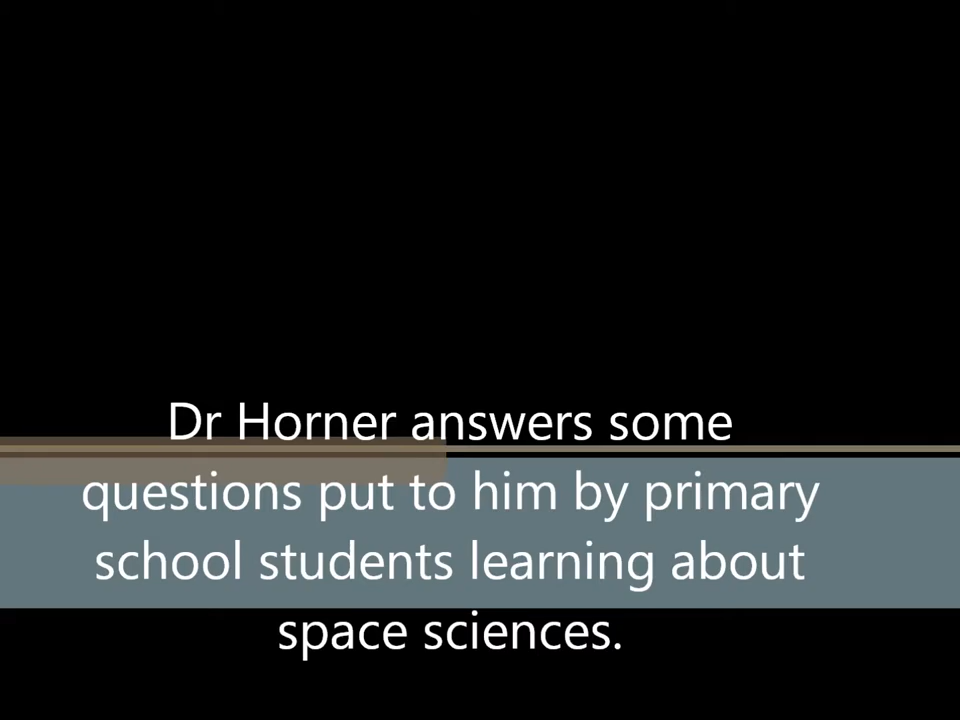 Dr Horner answers some
questions put to him by primary
school students learning about
space sciences.